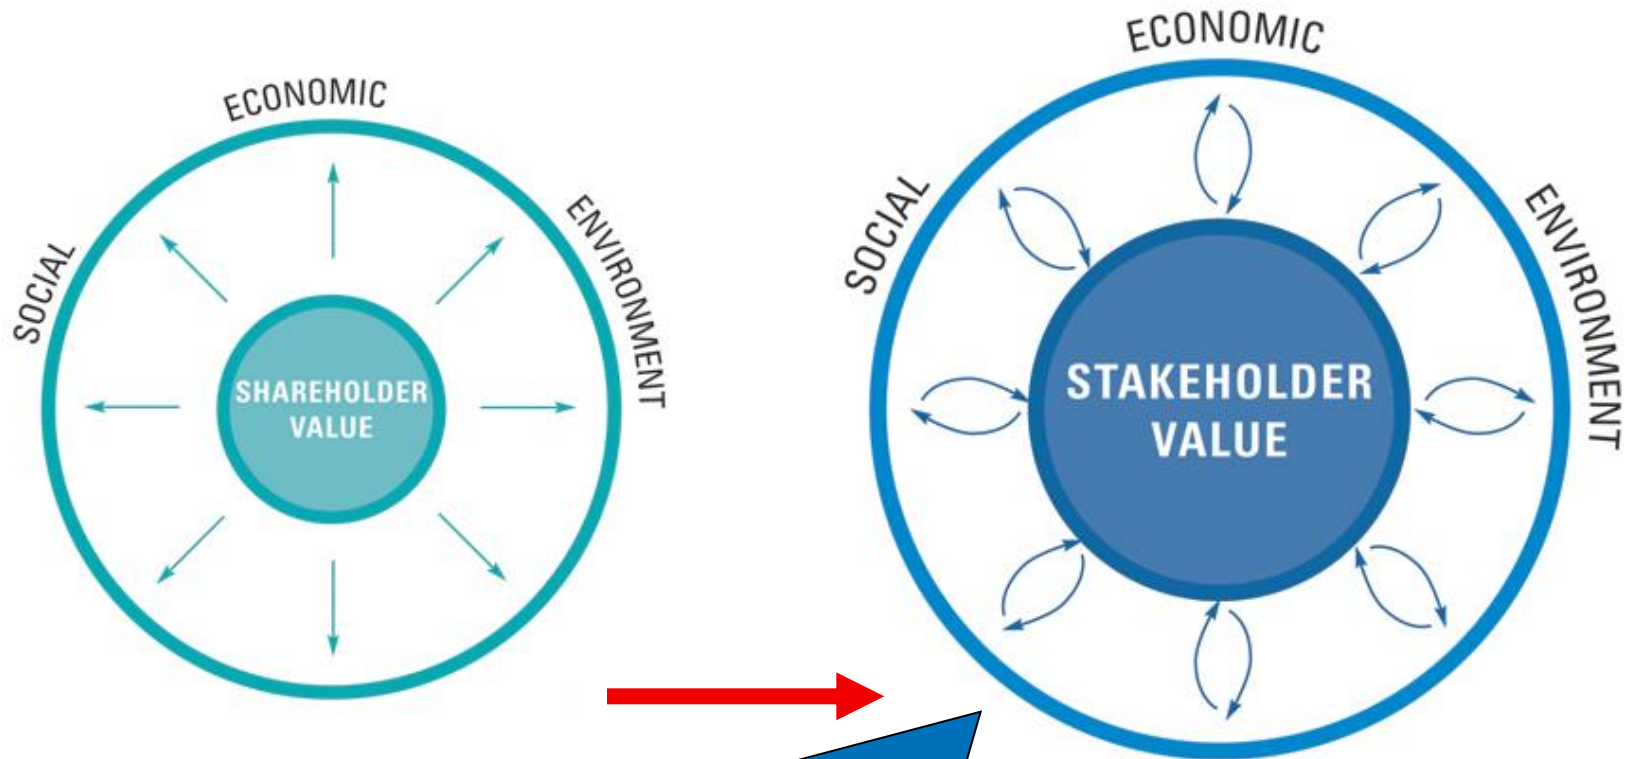 ECONOMIC
SOCIAL
ENVIRONMENT
SHAREHOLDER
VALUE
ECONOMIC
SOCIAL
ENVIRONMENT
STAKEHOLDER
VALUE